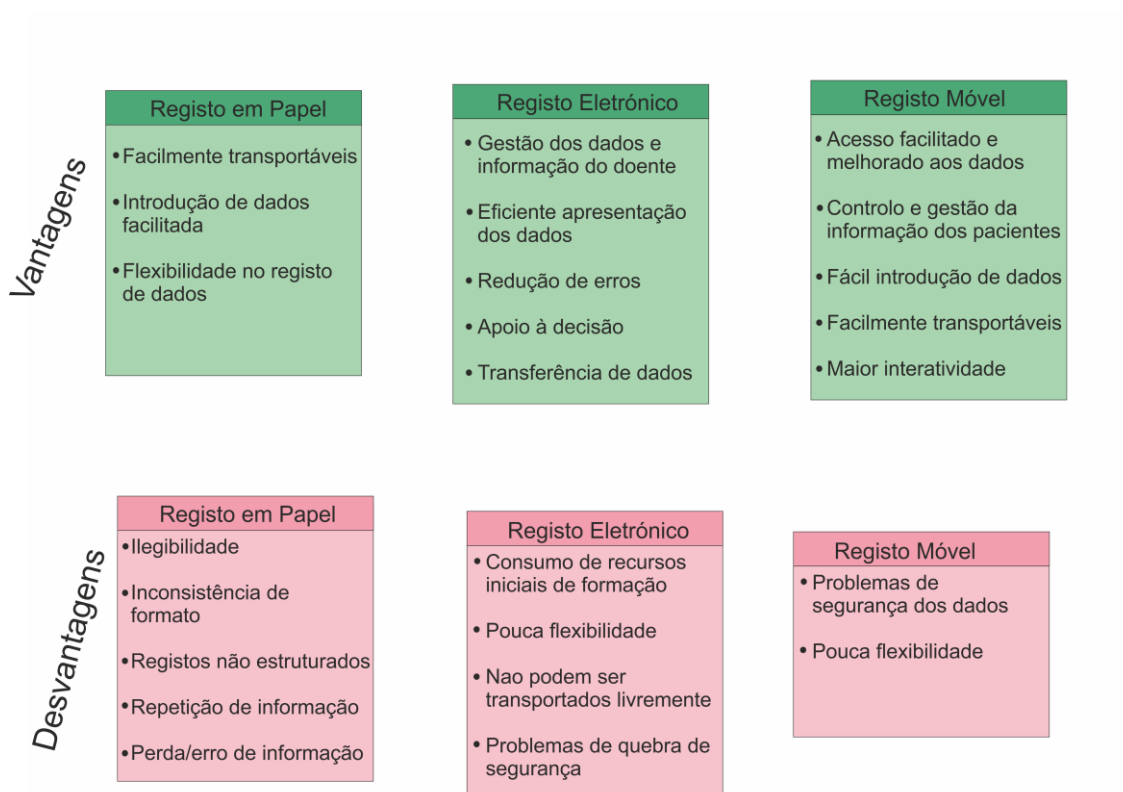 Vantagens
Registo em Papel
•Facilmente transportáveis
•Introdução de dados
facilitada
•Flexibilidade no registo
de dados
Registo Eletrónico
• Gestão dos dados e
informação do doente
• Eficiente apresentação
dos dados
• Redução de erros
• Apoio à decisão
• Transferência de dados
Registo Móvel
• Acesso facilitado e
melhorado aos dados
• Controlo e gestão da
informação dos pacientes
• Fácil introdução de dados
• Facilmente transportáveis
• Maior interatividade
Desvantagens
Registo em Papel
•Ilegibilidade
•Inconsistência de
formato
•Registos não estruturados
•Repetição de informação
•Perda/erro de informação
Registo Eletrónico
• Consumo de recursos
iniciais de formação
• Pouca flexibilidade
• Nao podem ser
transportados livremente
• Problemas de quebra de
segurança
Registo Móvel
• Problemas de
segurança dos dados
• Pouca flexibilidade